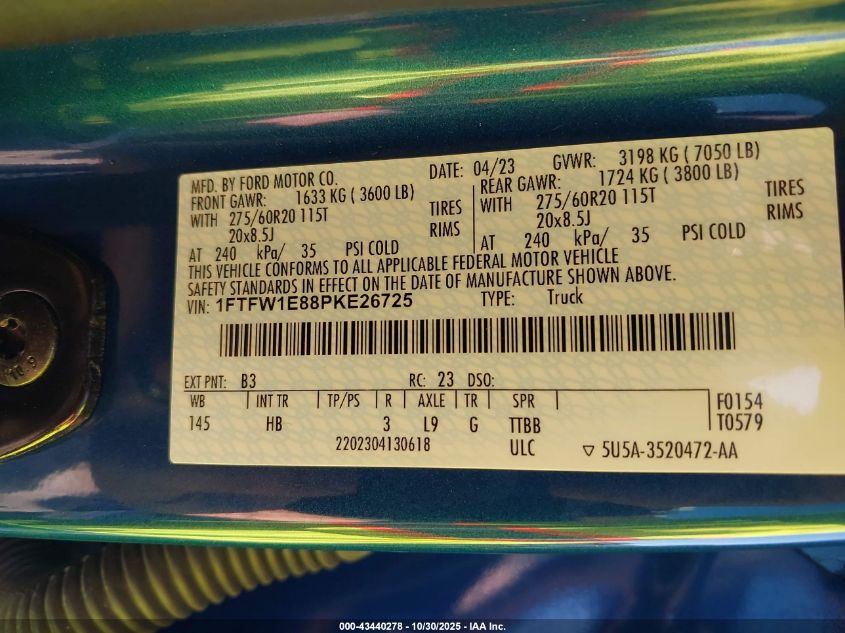 MFD. BY FORD MOTOR CO. DATE: 04/23 GVWR: 3198 KG ( 7050 LB)
FRONT GAWR: 1633 KG ( 3600 LB) REAR GAWR: 1724 KG ( 3800 LB)
WITH 275/60R20 115T TIRES WITH 275/60R20 115T TIRES
20x8.5J RIMS 20x8.5J RIMS
AT 240 kPa/ 35 PSI COLD AT 240 kPa/ 35 PSI COLD
THIS VEHICLE CONFORMS TO ALL APPLICABLE FEDERAL MOTOR VEHICLE
SAFETY STANDARDS IN EFFECT ON THE DATE OF MANUFACTURE SHOWN ABOVE.
VIN: 1FTFW1E88PKE26725 TYPE: Truck
EXT PNT: B3 RC: 23 DSO:
WB INT TR TP/PS R AXLE TR SPR F0154
145 HB 3 L9 G TTBB T0579
2202304130618 ULC ▽ 5U5A-3520472-AA
000-43440278 - 10/30/2025 - IAA Inc.